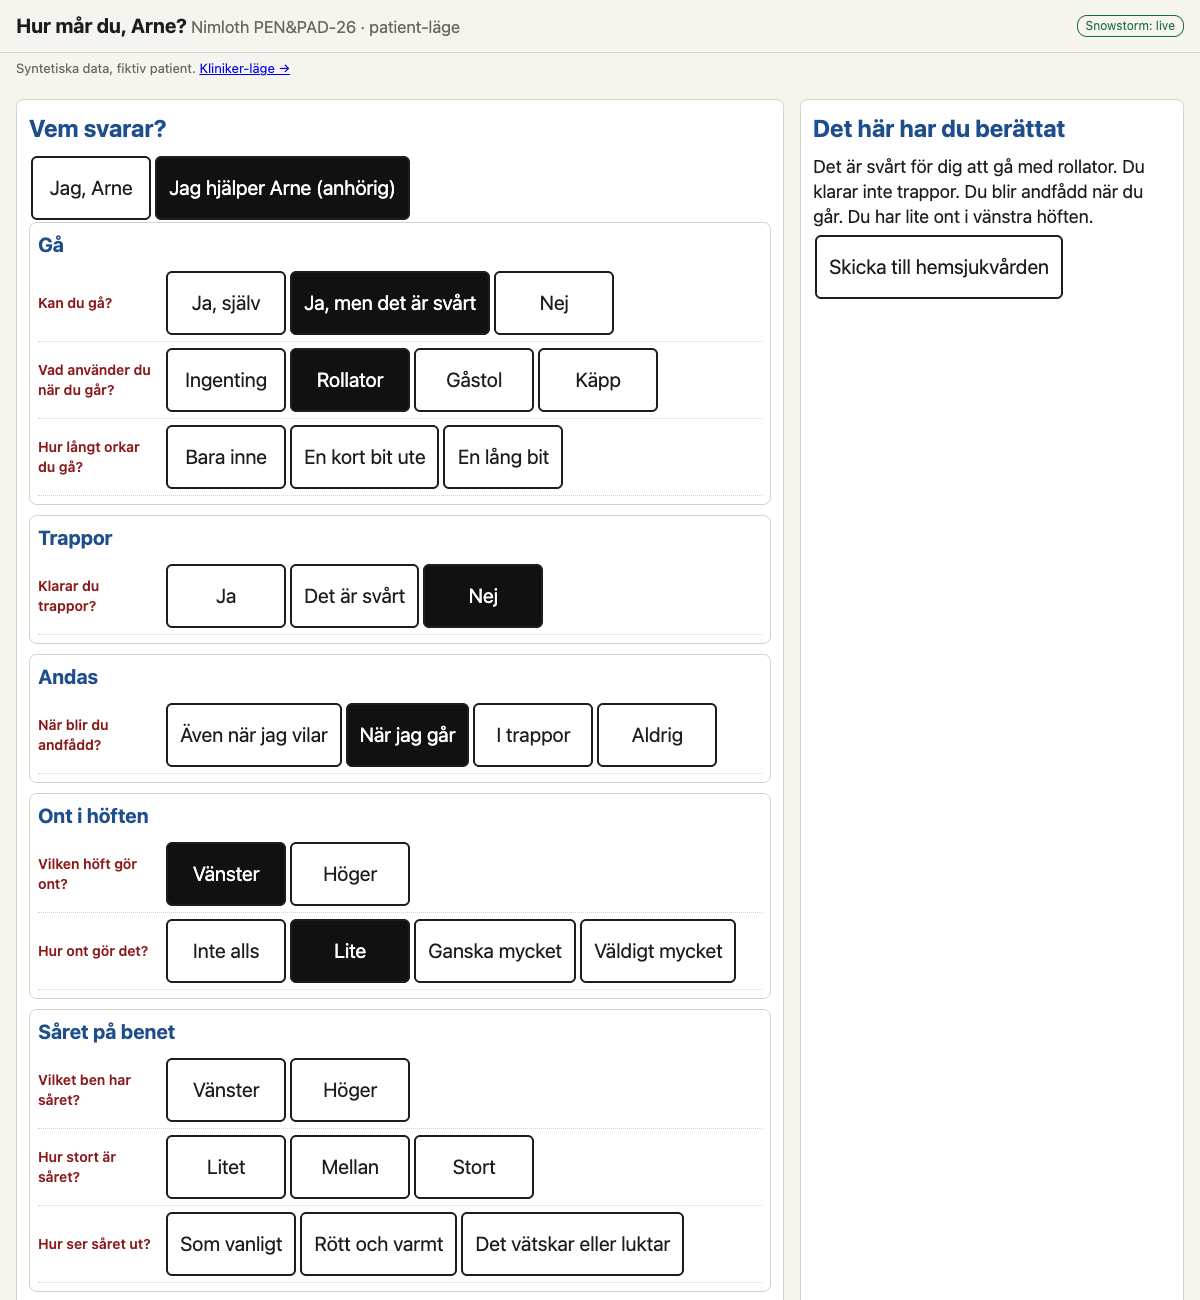 Hur mår du, Arne? Nimloth PEN&PAD-26 · patient-läge
Snowstorm: live
Syntetiska data, fiktiv patient. Kliniker-läge →
Vem svarar?
Jag, Arne
Jag hjälper Arne (anhörig)
Gå
Kan du gå?
Ja, själv
Ja, men det är svårt
Nej
Vad använder du
när du går?
Ingenting
Rollator
Gåstol
Käpp
Hur långt orkar
du gå?
Bara inne
En kort bit ute
En lång bit
Trappor
Klarar du
trappor?
Ja
Det är svårt
Nej
Andas
När blir du
andfådd?
Även när jag vilar
När jag går
I trappor
Aldrig
Ont i höften
Vilken höft gör
ont?
Vänster
Höger
Hur ont gör det?
Inte alls
Lite
Ganska mycket
Väldigt mycket
Såret på benet
Vilket ben har
såret?
Vänster
Höger
Hur stort är
såret?
Litet
Mellan
Stort
Hur ser såret ut?
Som vanligt
Rött och varmt
Det vätskar eller luktar
Det här har du berättat
Det är svårt för dig att gå med rollator. Du
klarar inte trappor. Du blir andfådd när du
går. Du har lite ont i vänstra höften.
Skicka till hemsjukvården